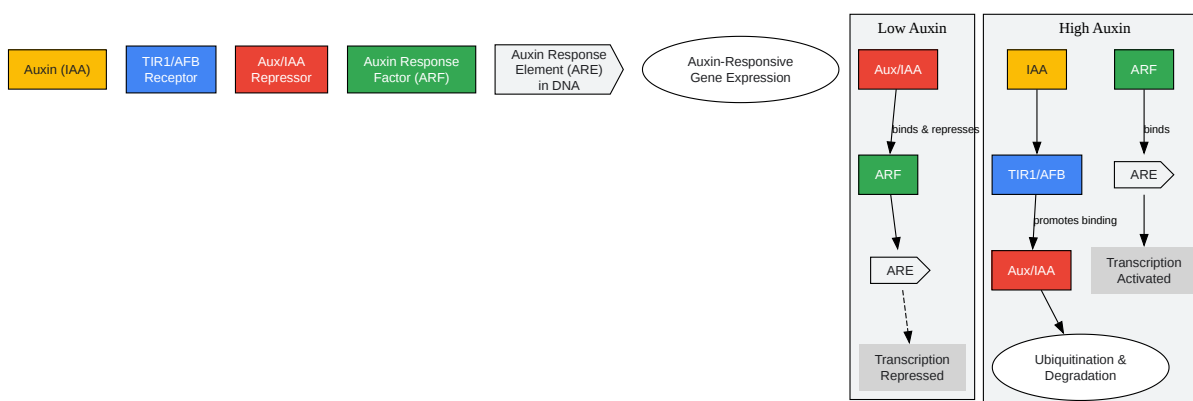 Auxin (IAA)
TIR1/AFB
Receptor
Aux/IAA
Repressor
Auxin Response
Factor (ARF)
Auxin Response
Element (ARE)
in DNA
Auxin-Responsive
Gene Expression
Low Auxin
Aux/IAA
binds & represses
ARF
ARE
Transcription
Repressed
High Auxin
IAA
TIR1/AFB
promotes binding
Aux/IAA
Ubiquitination &
Degradation
ARF
binds
ARE
Transcription
Activated